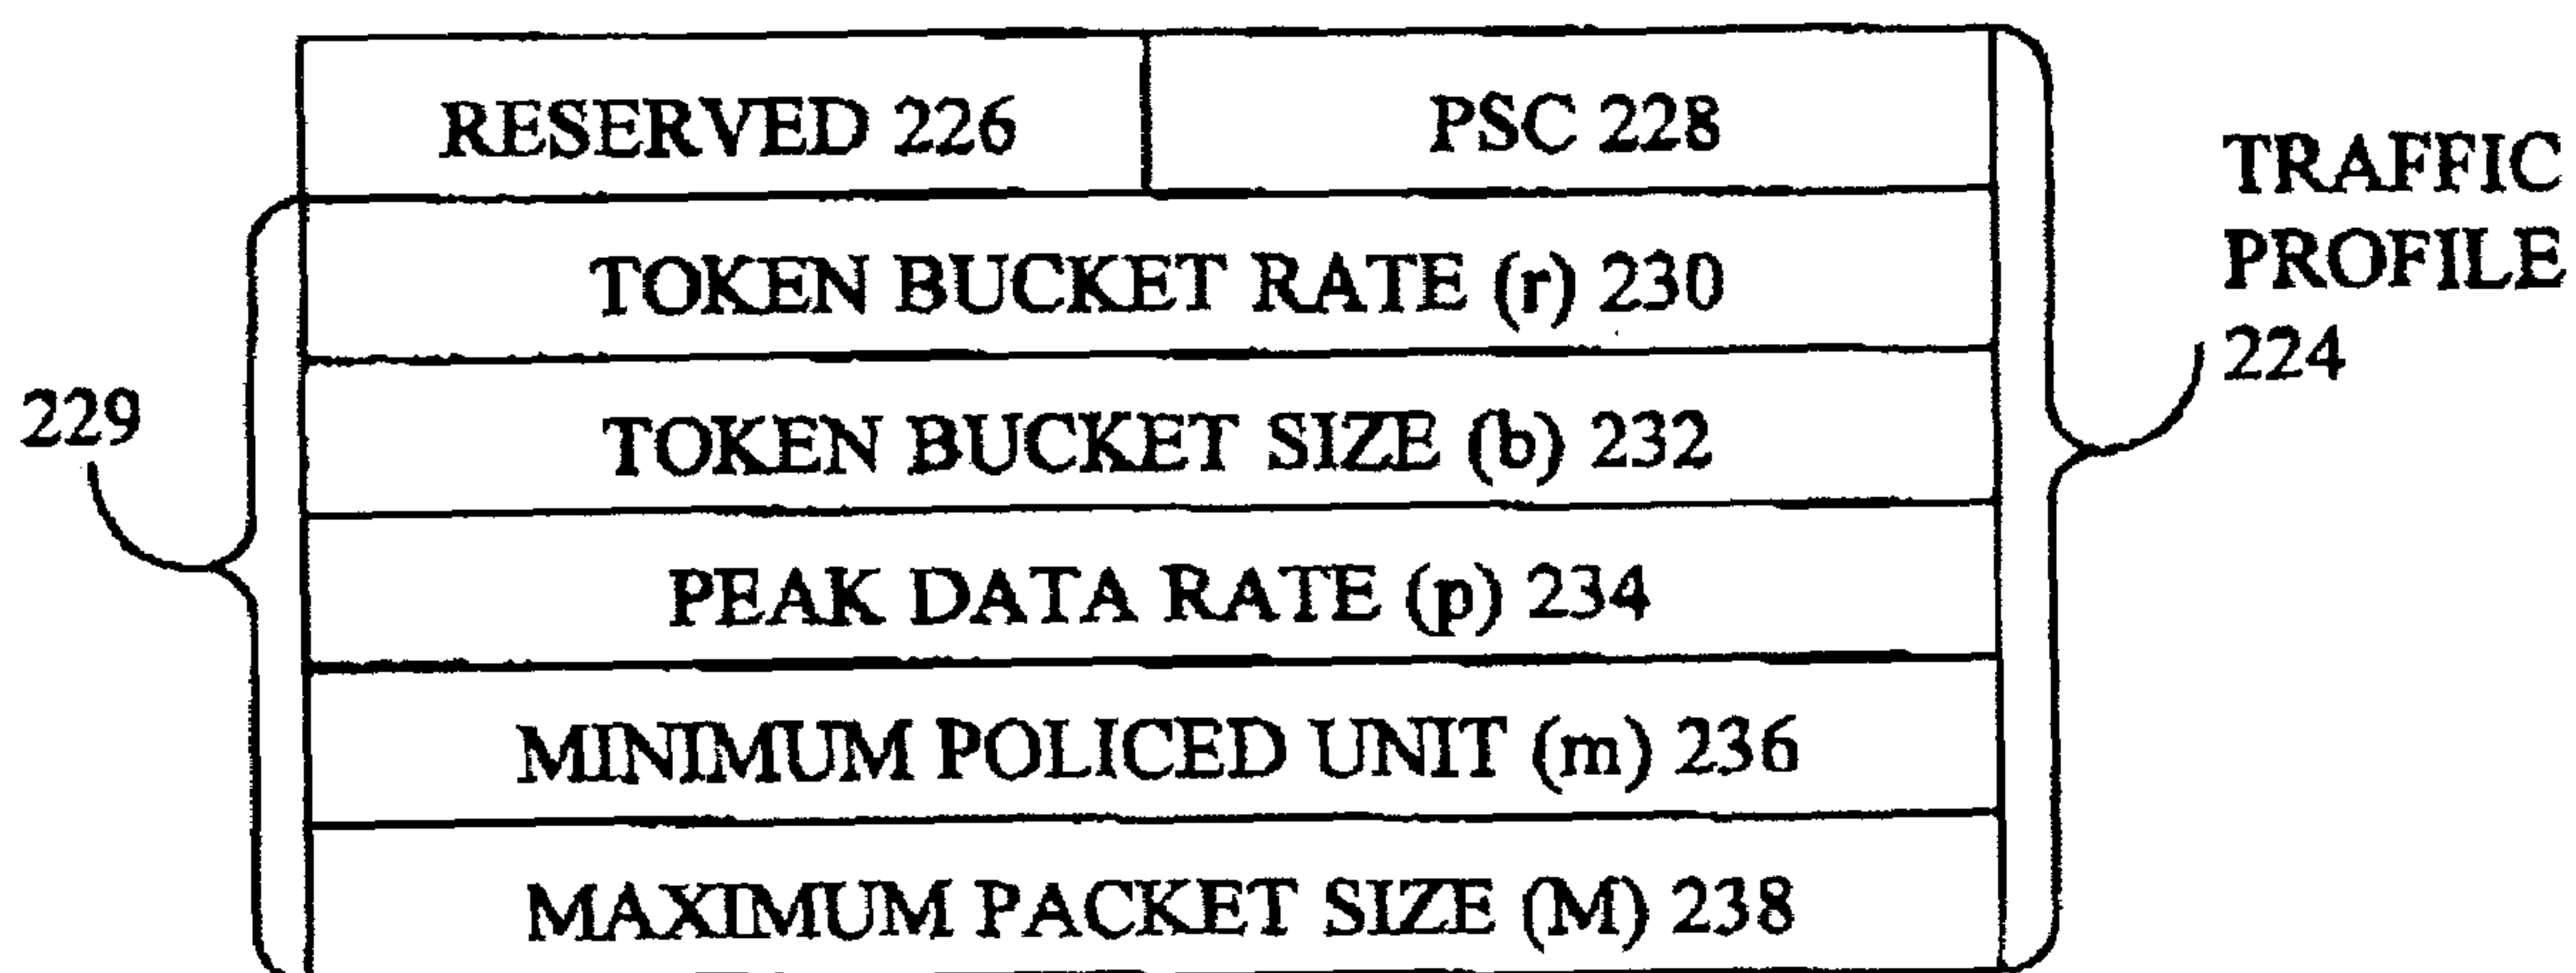 RESERVED 226
PSC 228
TRAFFIC
PROFILE
224
TOKEN BUCKET RATE (r) 230
229
TOKEN BUCKET SIZE (b) 232
PEAK DATA RATE (p) 234
MINIMUM POLICED UNIT (m) 236
MAXIMUM PACKET SIZE (M) 238